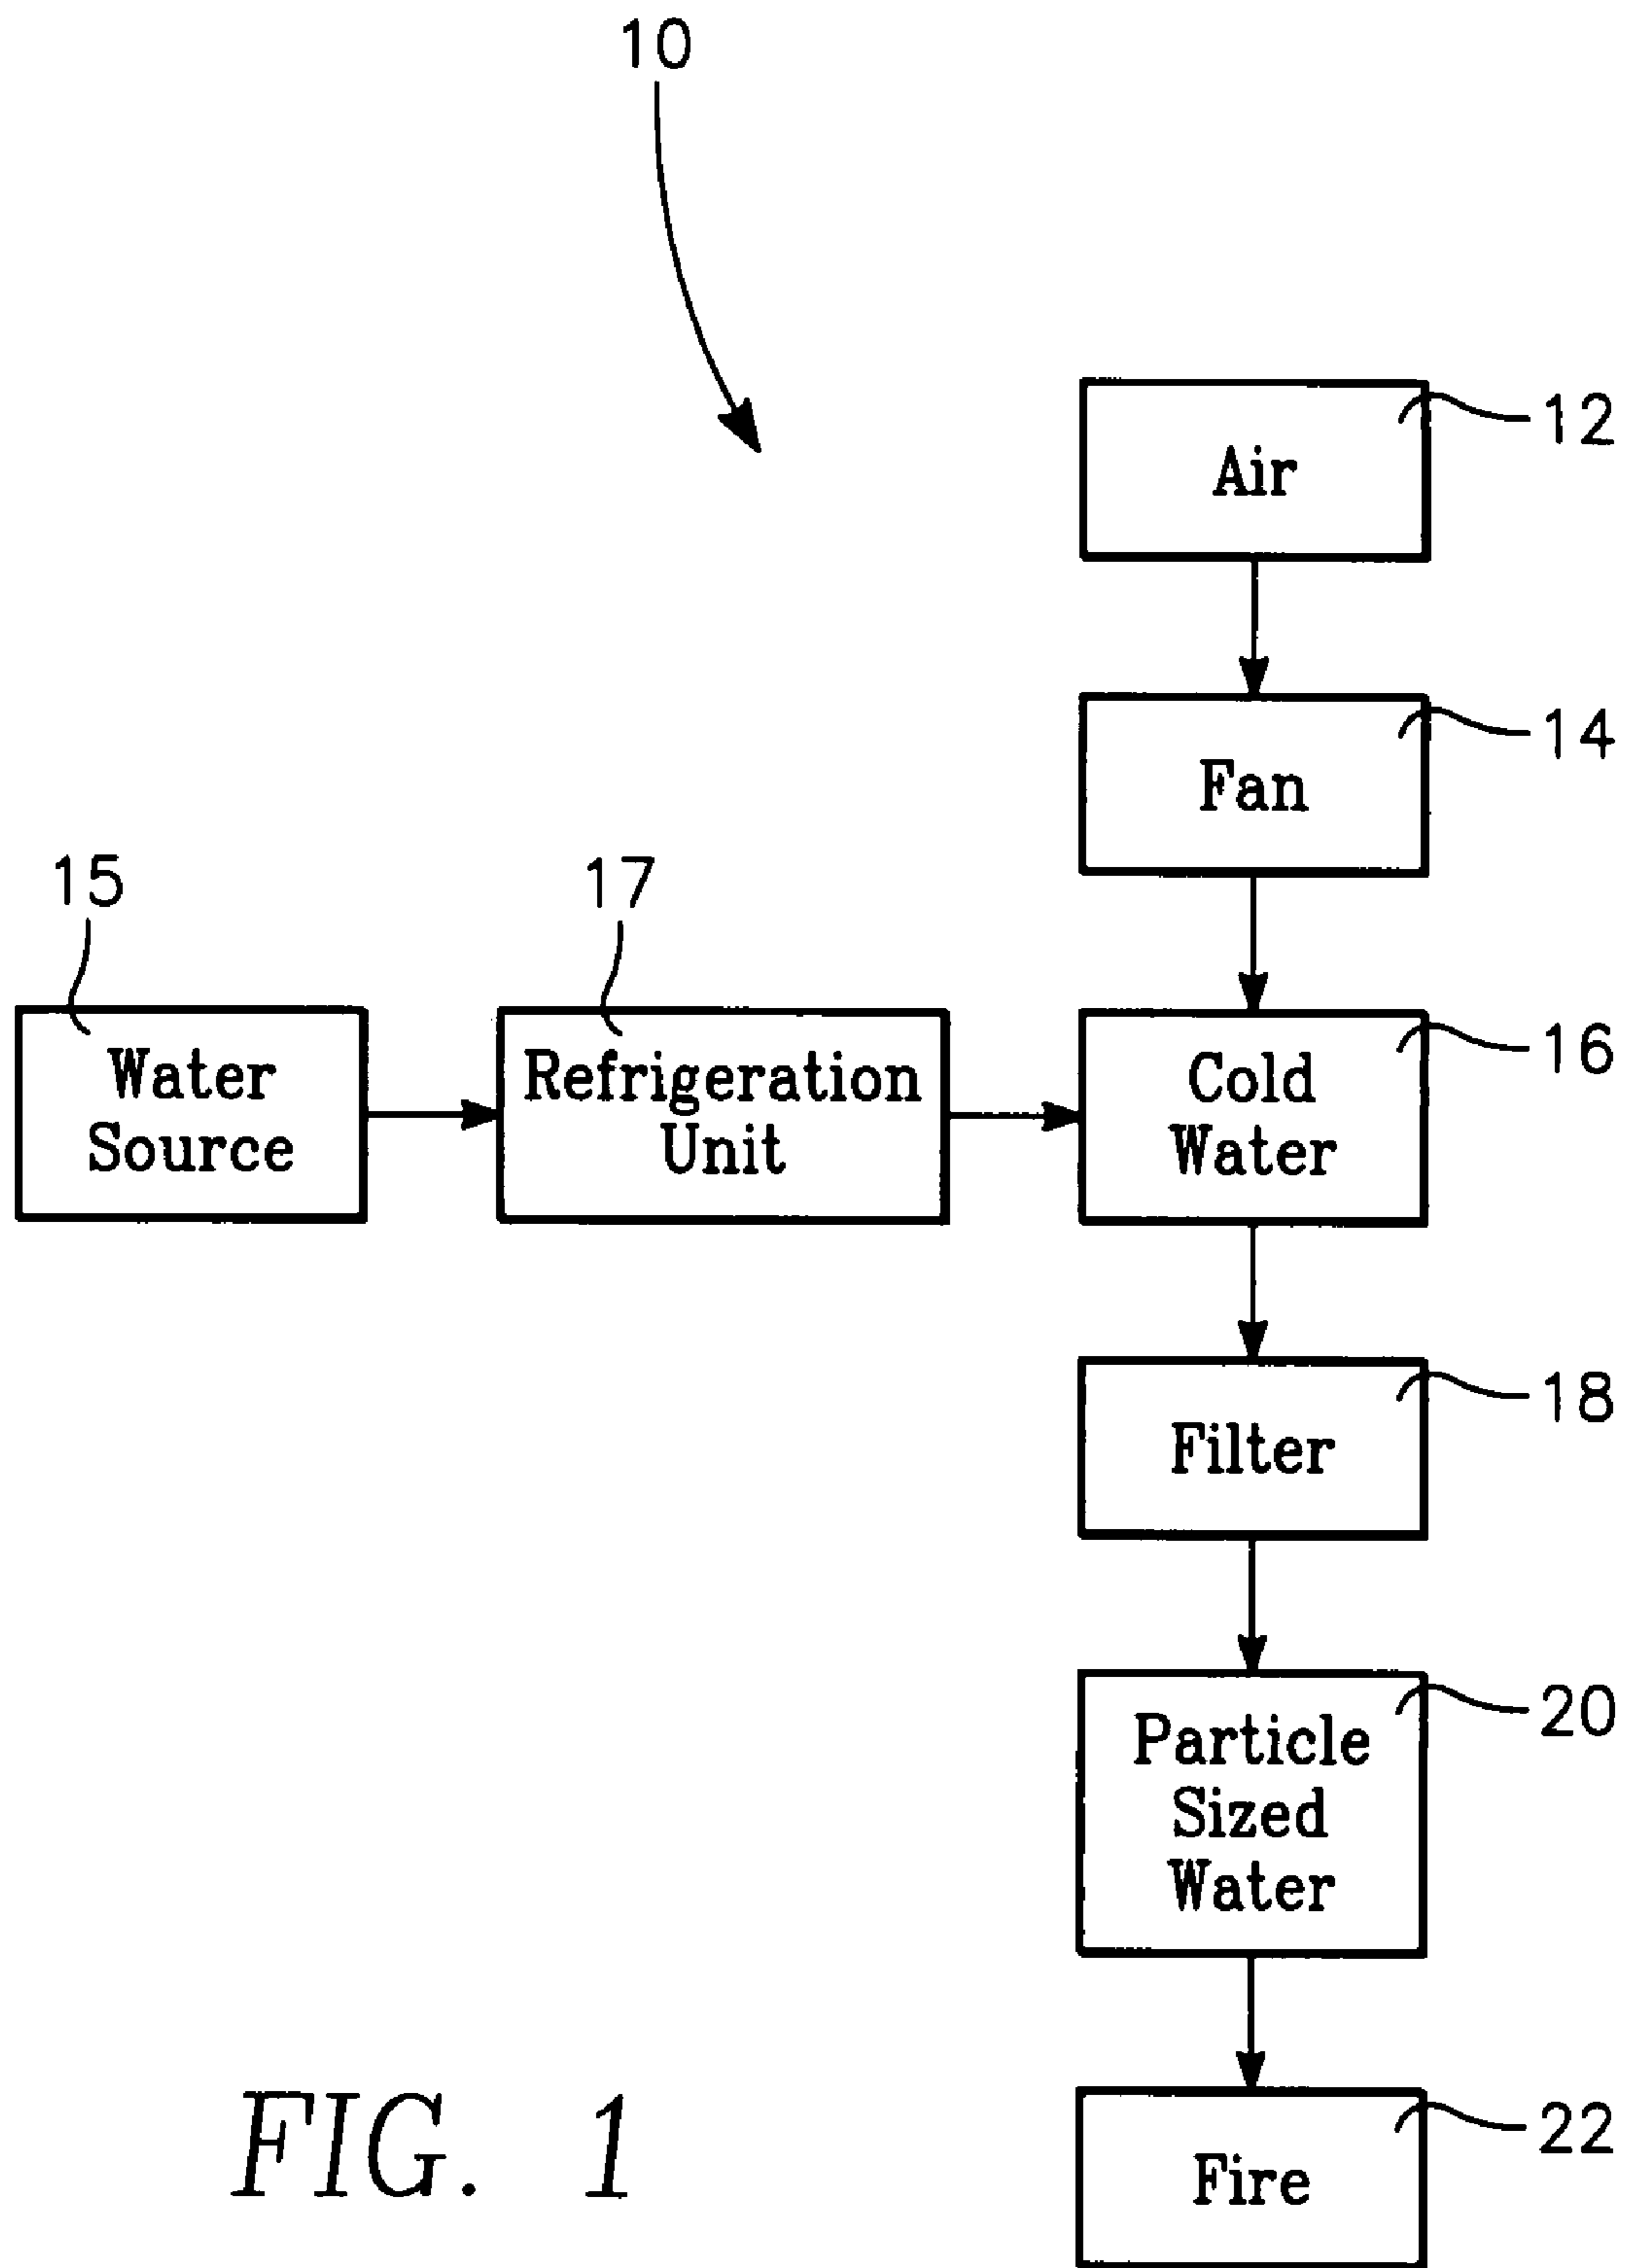 10
Air
12
Fan
14
15
17
Water
Source
Refrigeration
Unit
Cold
Water
16
Filter
18
Particle
Sized
Water
20
Fire
22
FIG. 1